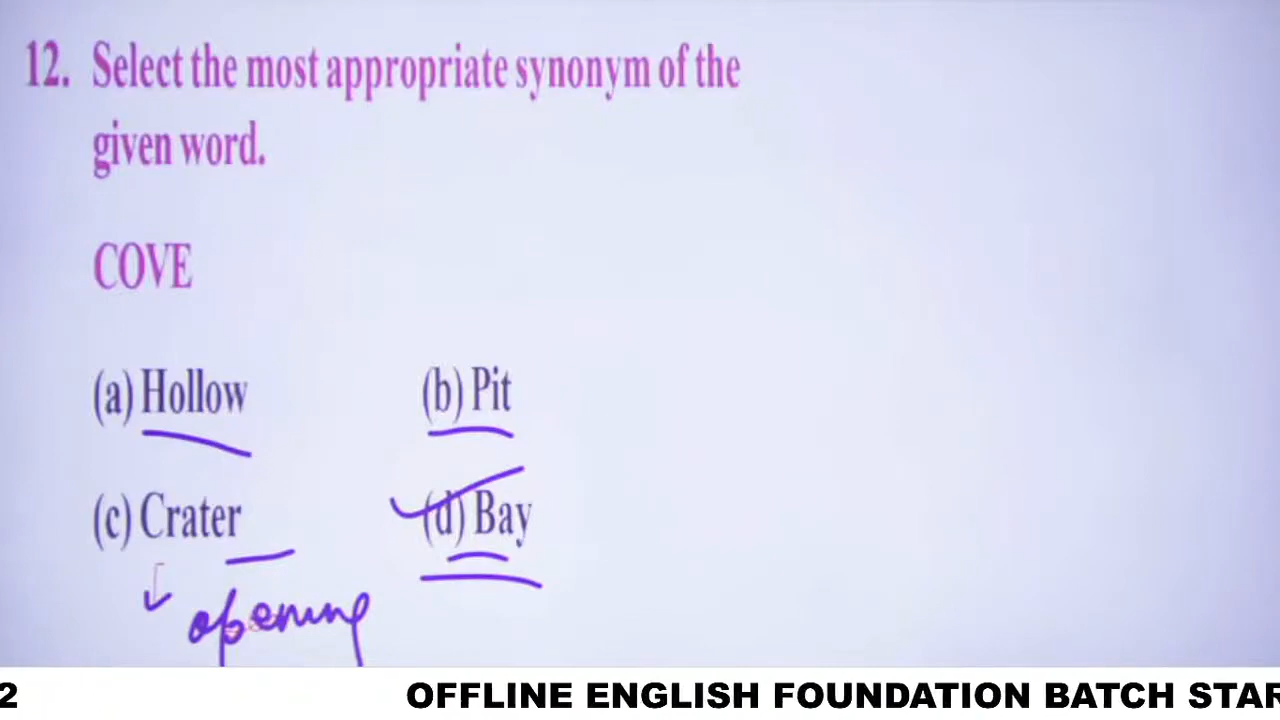 12. Select the most appropriate synonym of the
given word.
COVE
(a) Hollow (b) Pit
(c) Crater (d) Bay
opening
2 OFFLINE ENGLISH FOUNDATION BATCH STAR